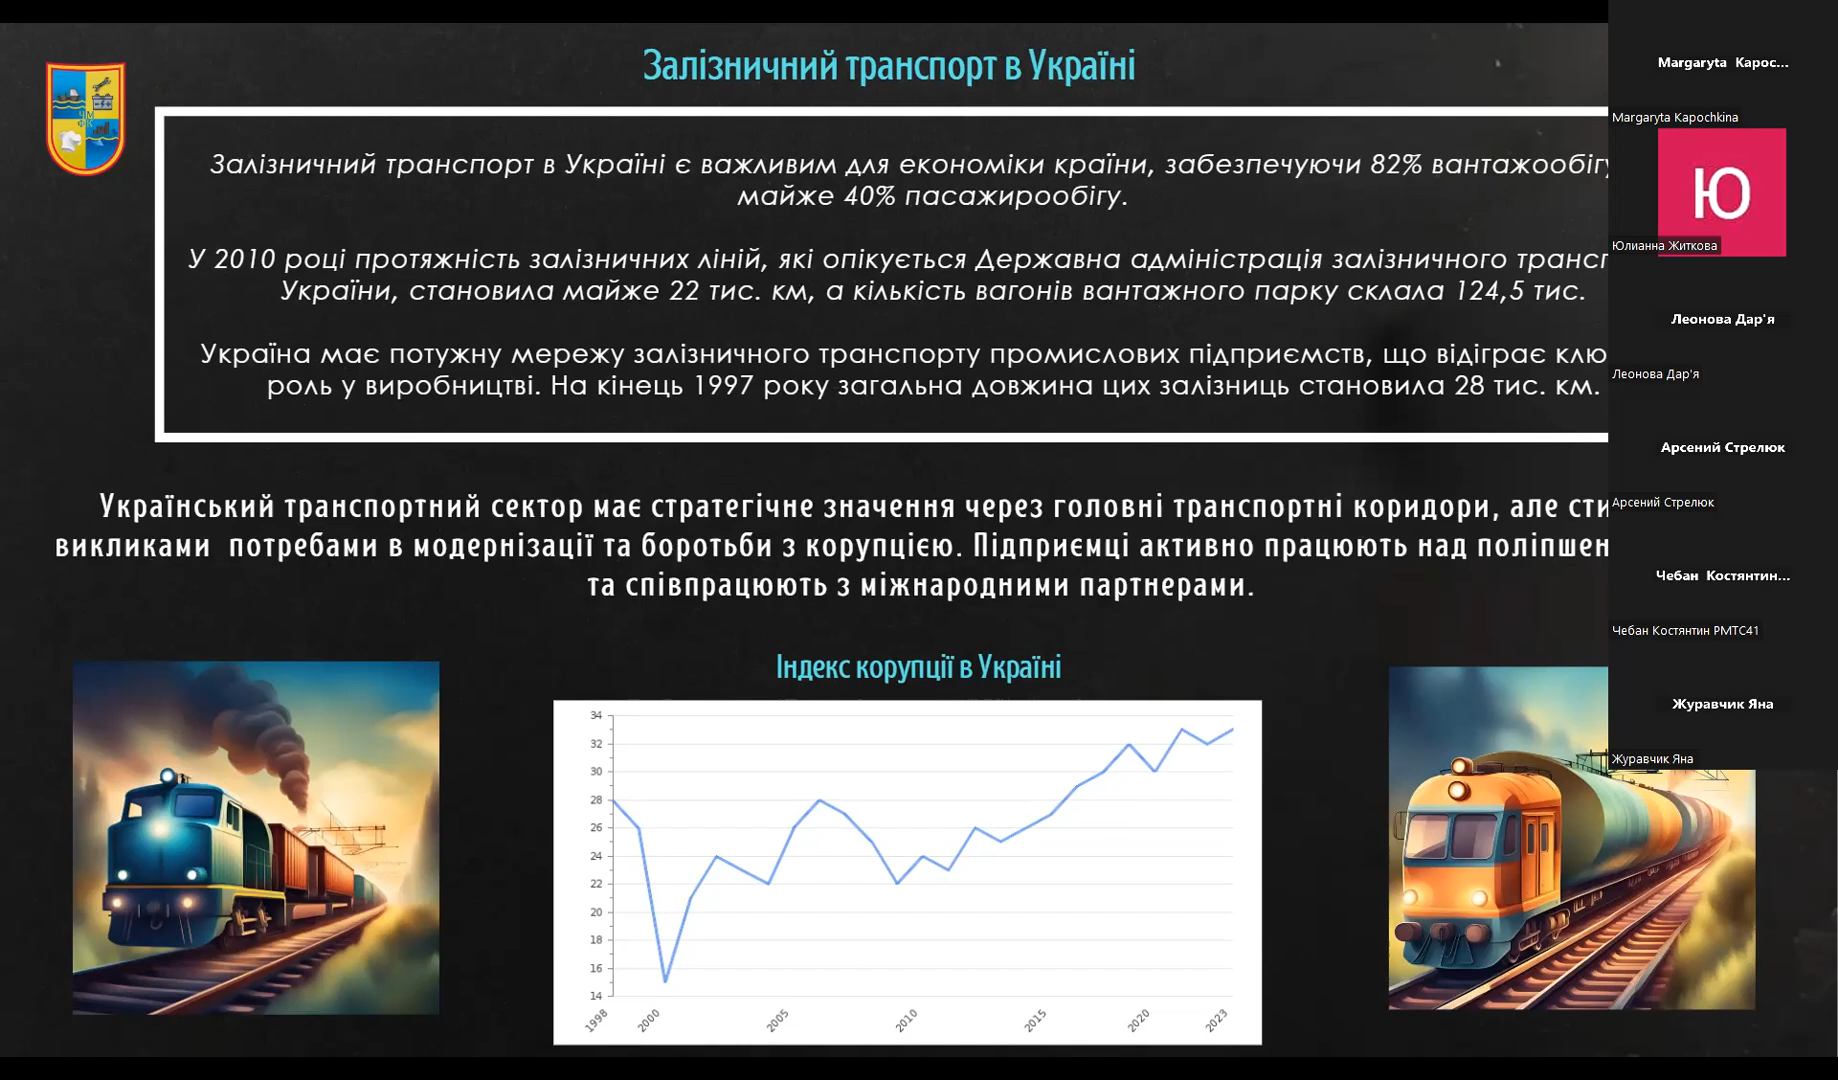 Залізничний транспорт в Україні
Залізничний транспорт в Україні є важливим для економіки країни, забезпечуючи 82%
майже 40% пасажирообігу.
У 2010 році протяжність залізничних ліній, які опікується Державна адміністрація залізничного
України, становила майже 22 тис. км, а кількість вагонів вантажного парку склала 124,5 тис.
Україна має потужну мережу залізничного транспорту промислових підприємств, що відіграє
роль у виробництві. На кінець 1997 року загальна довжина цих залізниць становила 28 тис. км.
Український транспортний сектор має стратегічне значення через головні транспортні коридори, але
викликами потребами в модернізації та боротьби з корупцією. Підприємці активно працюють над
та співпрацюють з міжнародними партнерами.
Індекс корупції в Україні
34
32
30
28
26
24
22
20
18
16
14
1998
2000
2005
2010
2015
2020
2023
Margaryta Карос...
Margaryta Kapochkina
Ю
Юлианна Житкова
Леонова Дар'я
Леонова Дар'я
Арсений Стрелюк
Арсений Стрелюк
Чебан Костянтин...
Чебан Костянтин РМТС41
Журавчик Яна
Журавчик Яна